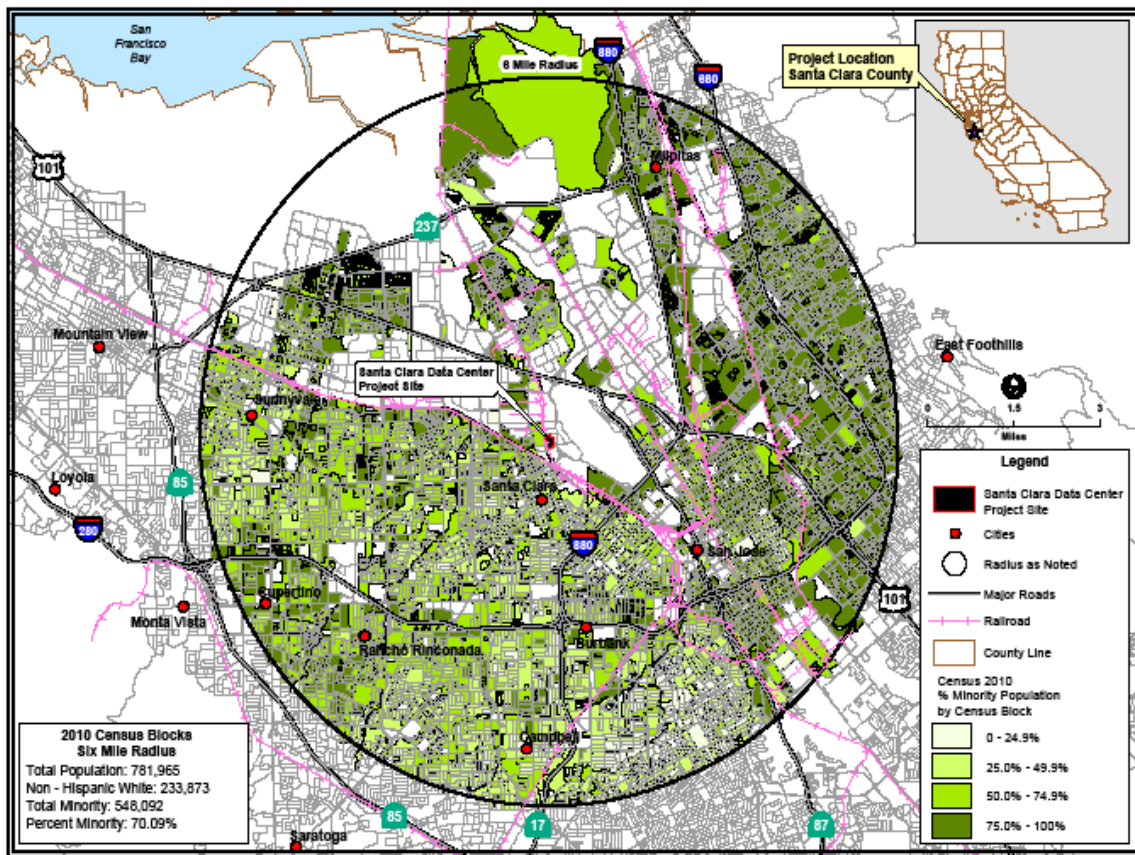 San
Francisco
Bay
6 Mile Radius
880
680
Project Location
Santa Clara County
101
Milpitas
237
Mountain View
East Foothills
Santa Clara Data Center
Project Site
0 1.5 3
Miles
Sunnyvale
Loyola
85
280
Santa Clara
880
San Jose
101
Cupertino
Monta Vista
Rancho Rinconada
Burbank
Campbell
85
17
87
Saratoga
Legend
Santa Clara Data Center
Project Site
Cities
Radius as Noted
Major Roads
Railroad
County Line
Census 2010
% Minority Population
by Census Block
0 - 24.9%
25.0% - 49.9%
50.0% - 74.9%
75.0% - 100%
2010 Census Blocks
Six Mile Radius
Total Population: 781,965
Non - Hispanic White: 233,873
Total Minority: 548,092
Percent Minority: 70.09%